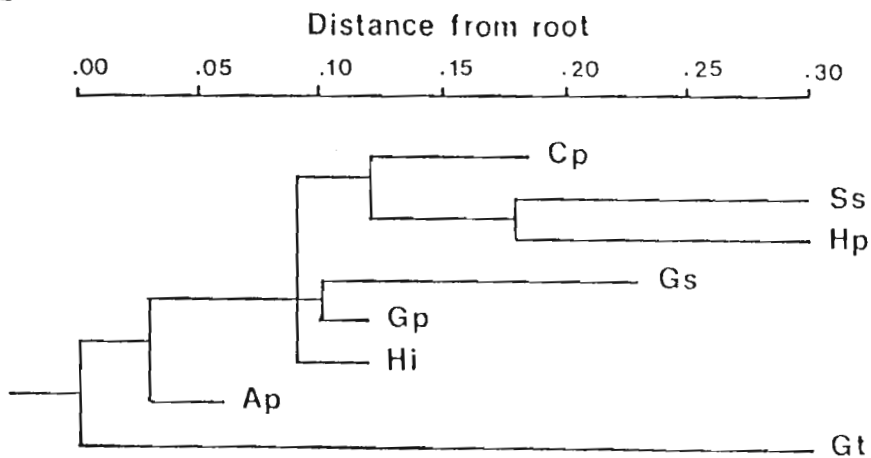 Distance from root
.00 .05 .10 .15 .20 .25 .30
Cp
Ss
Hp
Gs
Gp
Hi
Ap
Gt